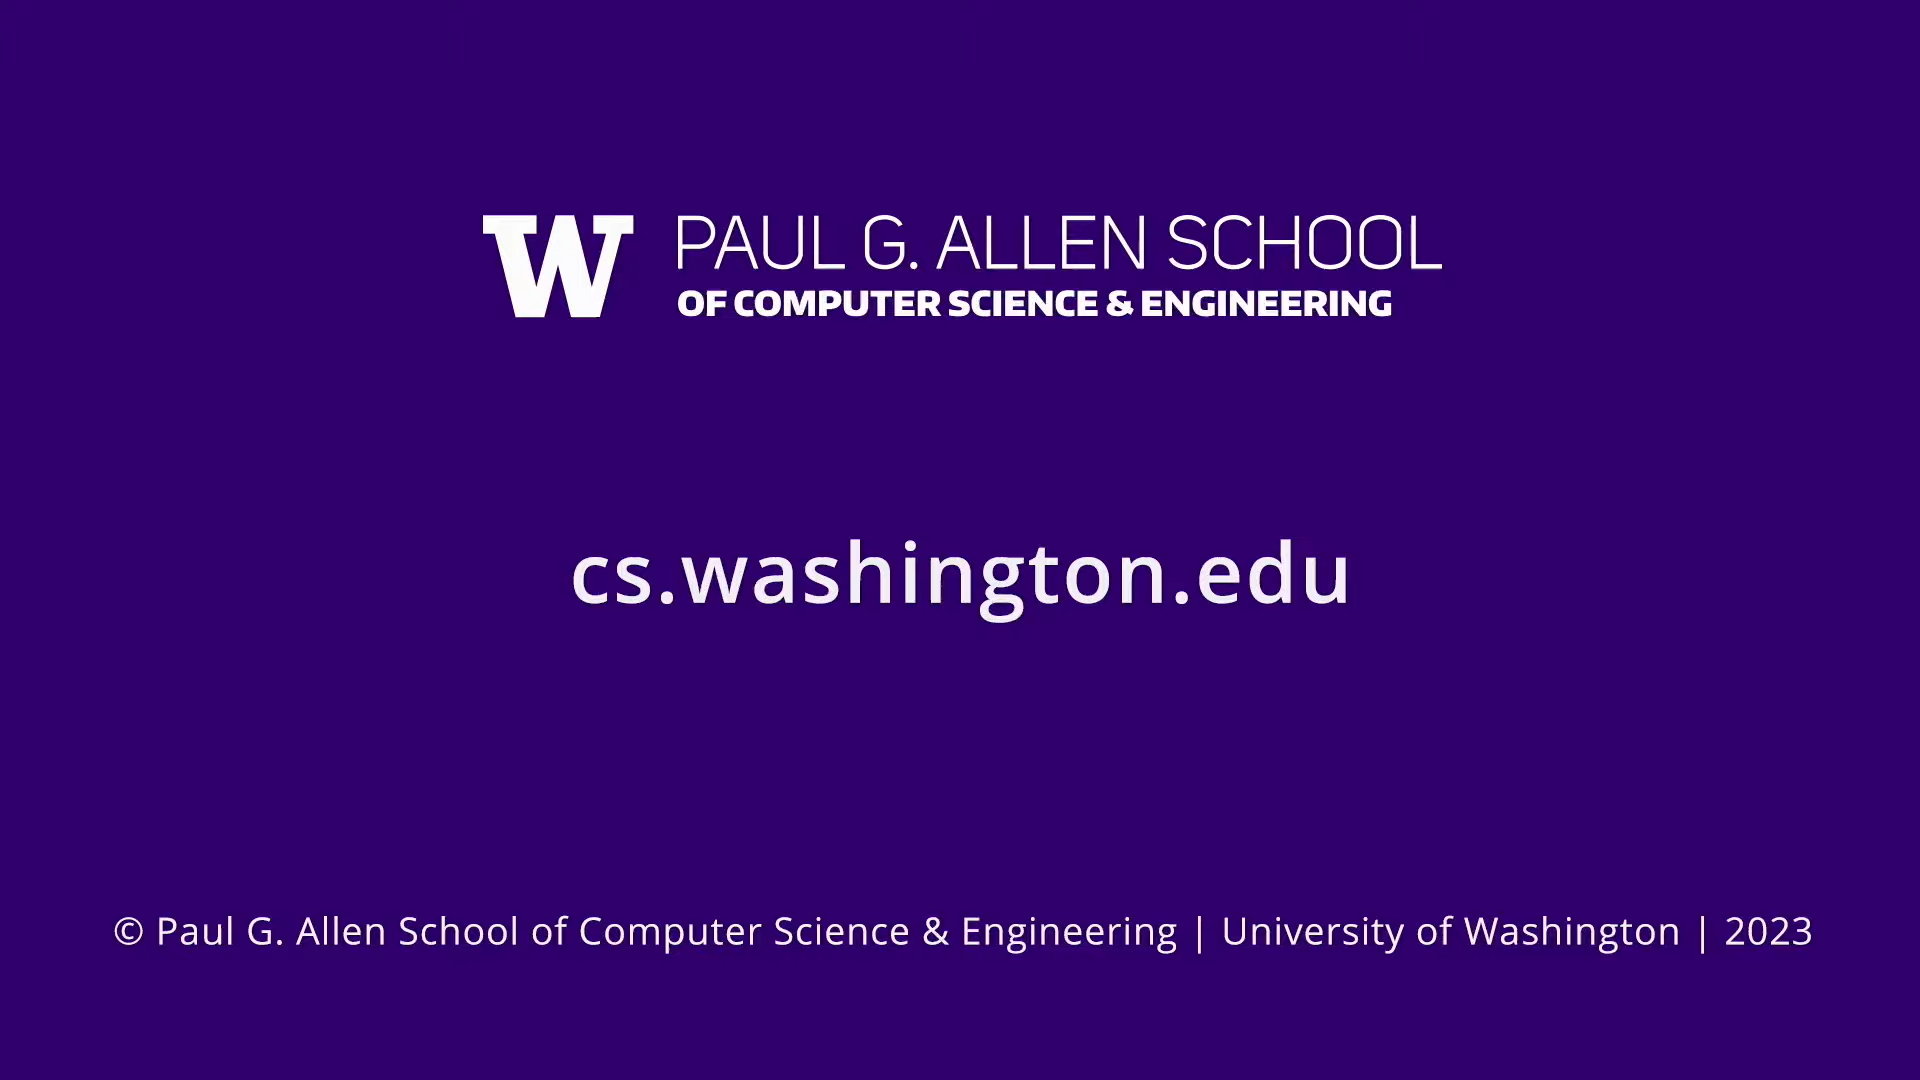 W PAUL G. ALLEN SCHOOL
OF COMPUTER SCIENCE & ENGINEERING
cs.washington.edu
© Paul G. Allen School of Computer Science & Engineering | University of Washington | 2023